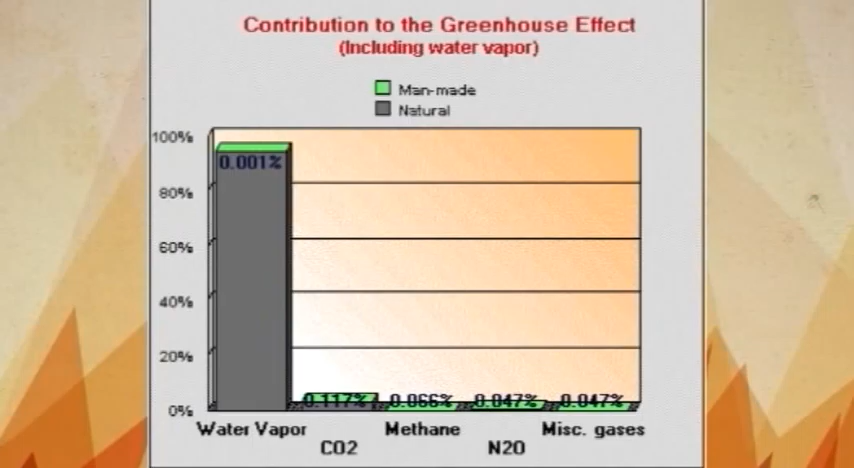 Contribution to the Greenhouse Effect
(Including water vapor)
Man-made
Natural
100%
80%
60%
40%
20%
0%
0.001%
0.117%
0.066%
0.047%
0.047%
Water Vapor
CO2
Methane
N2O
Misc. gases